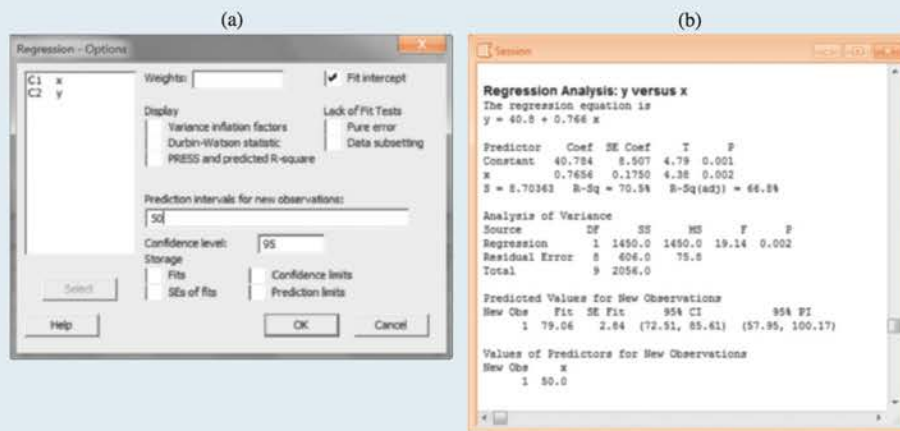 (a)
Regression - Options
C1 x
C2 y
Weights:
Fit intercept
Display
Variance inflation factors
Durbin-Watson statistic
PRESS and predicted R-square
Lack of Fit Tests
Pure error
Data subsetting
Prediction intervals for new observations:
50
Confidence level: 95
Storage
Fits
SEs of fits
Confidence limits
Prediction limits
Select
Help
OK
Cancel
(b)
Session
Regression Analysis: y versus x
The regression equation is
y = 40.8 + 0.766 x
Predictor Coef SE Coef T P
Constant 40.784 8.507 4.79 0.001
x 0.7656 0.1750 4.38 0.002
S = 8.70363 R-Sq = 70.5% R-Sq(adj) = 66.8%
Analysis of Variance
Source DF SS MS F P
Regression 1 1450.0 1450.0 19.14 0.002
Residual Error 8 606.0 75.8
Total 9 2056.0
Predicted Values for New Observations
New Obs Fit SE Fit 95% CI 95% PI
1 79.06 2.84 (72.51, 85.61) (57.95, 100.17)
Values of Predictors for New Observations
New Obs x
1 50.0